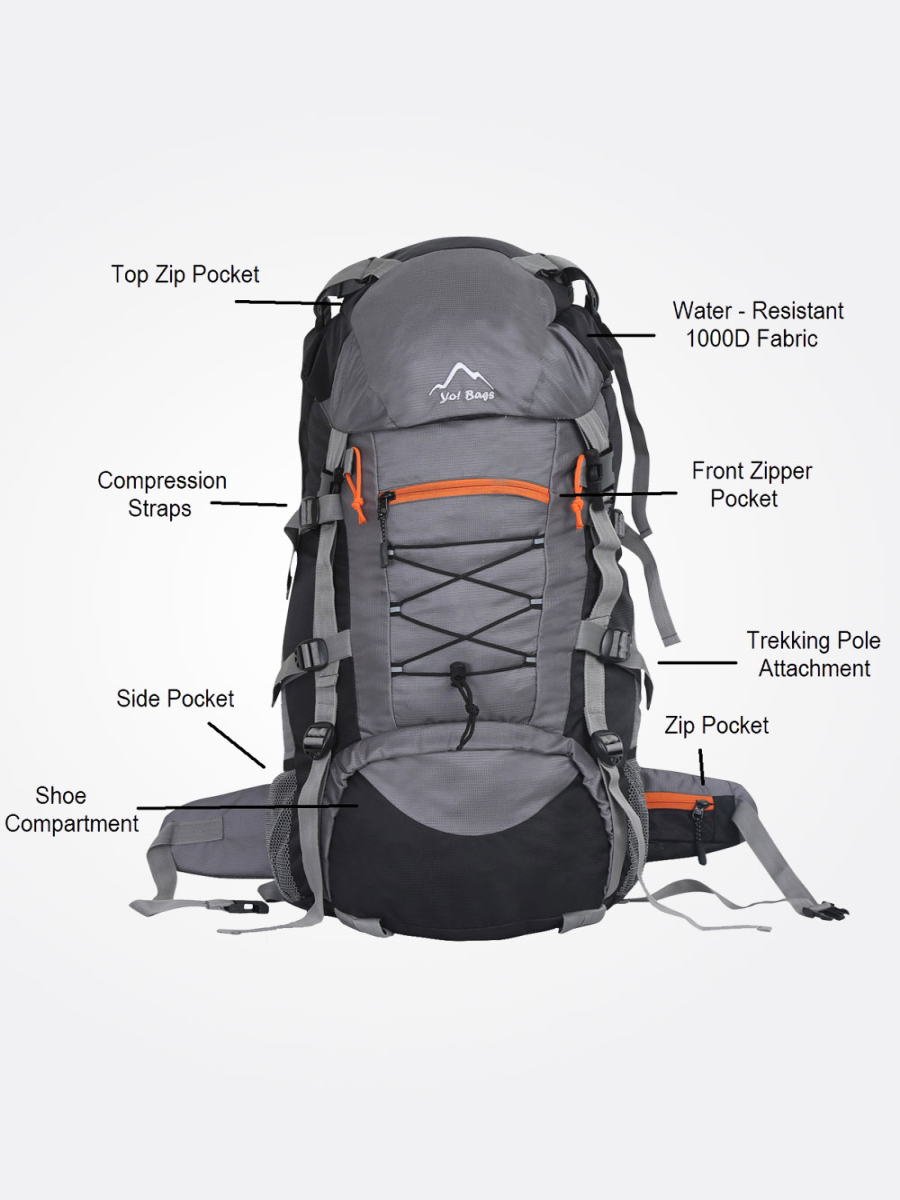 Top Zip Pocket
Water - Resistant
1000D Fabric
Yo! Bags
Compression
Straps
Front Zipper
Pocket
Trekking Pole
Attachment
Side Pocket
Zip Pocket
Shoe
Compartment